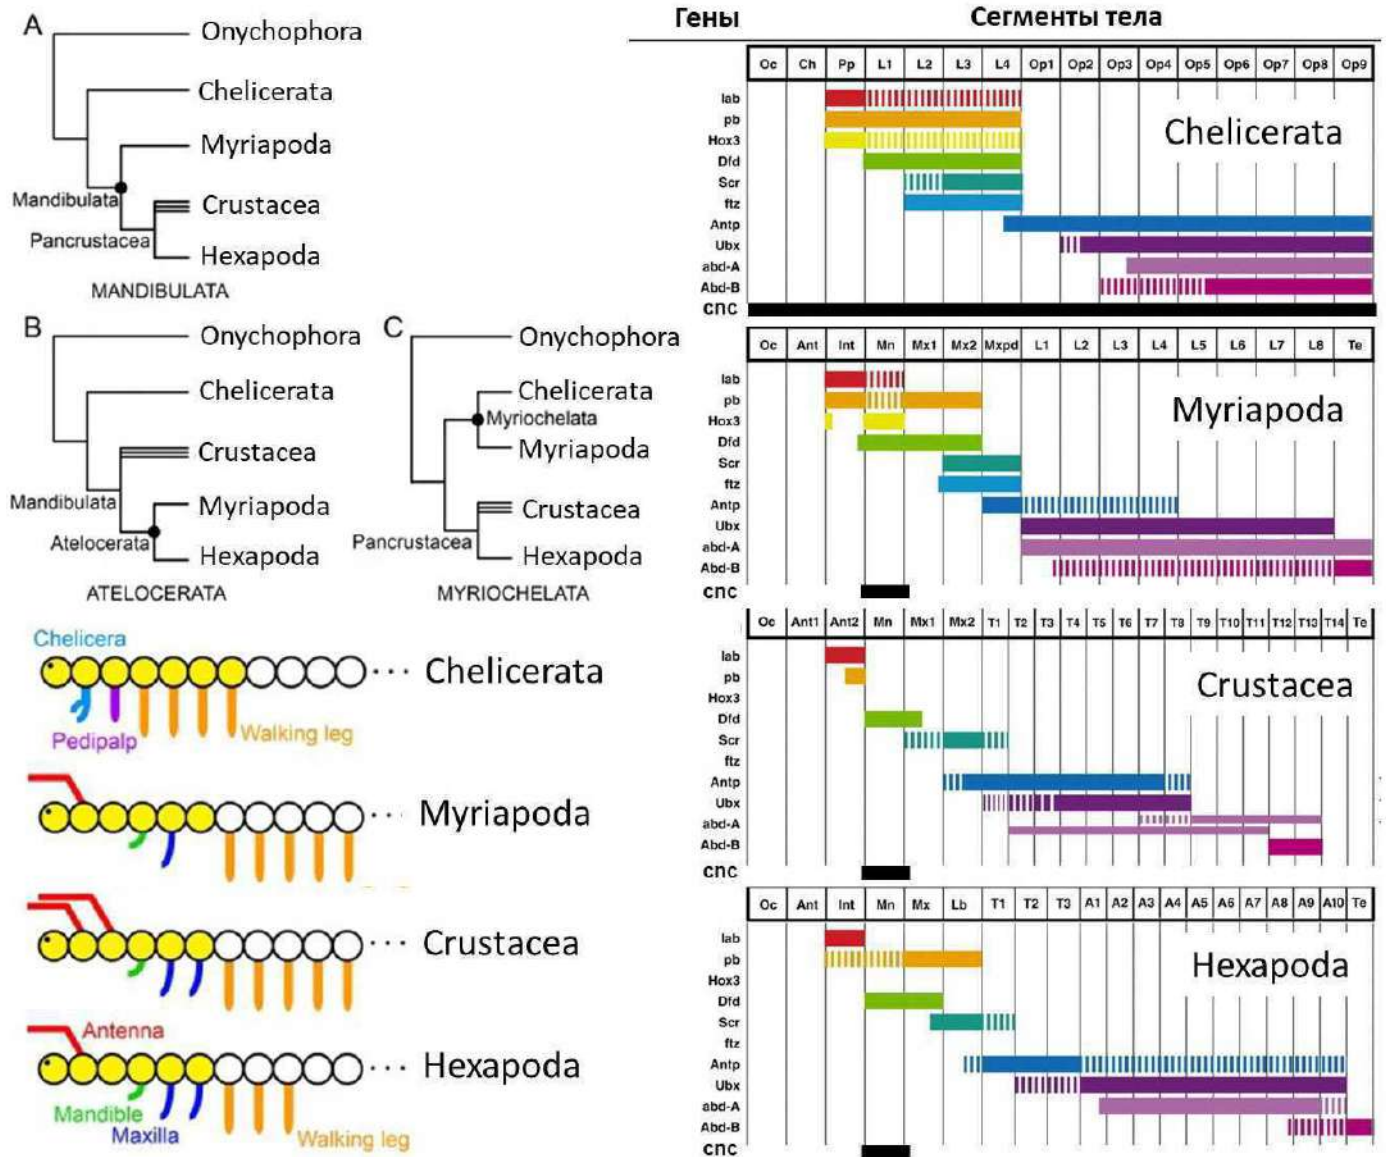 A
Onychophora
Chelicerata
Myriapoda
Mandibulata
Crustacea
Pancrustacea
Hexapoda
MANDIBULATA
B
Onychophora
Chelicerata
Crustacea
Mandibulata
Myriapoda
Atelocerata
Hexapoda
ATELOCERATA
C
Onychophora
Chelicerata
Myriochelata
Myriapoda
Crustacea
Pancrustacea
Hexapoda
MYRIOCHELATA
Chelicera
Chelicerata
Pedipalp
Walking leg
Myriapoda
Crustacea
Antenna
Hexapoda
Mandible
Maxilla
Walking leg
Гены Сегменты тела
Oc Ch Pp L1 L2 L3 L4 Op1 Op2 Op3 Op4 Op5 Op6 Op7 Op8 Op9
lab
pb
Chelicerata
Hox3
Dfd
Scr
ftz
Antp
Ubx
abd-A
Abd-B
cnc
Oc Ant Int Mn Mx1 Mx2 Mxpd L1 L2 L3 L4 L5 L6 L7 L8 Te
lab
pb
Myriapoda
Hox3
Dfd
Scr
ftz
Antp
Ubx
abd-A
Abd-B
cnc
Oc Ant1 Ant2 Mn Mx1 Mx2 T1 T2 T3 T4 T5 T6 T7 T8 T9 T10 T11 T12 T13 T14 Te
lab
pb
Crustacea
Hox3
Dfd
Scr
ftz
Antp
Ubx
abd-A
Abd-B
cnc
Oc Ant Int Mn Mx Lb T1 T2 T3 A1 A2 A3 A4 A5 A6 A7 A8 A9 A10 Te
lab
pb
Hexapoda
Hox3
Dfd
Scr
ftz
Antp
Ubx
abd-A
Abd-B
cnc